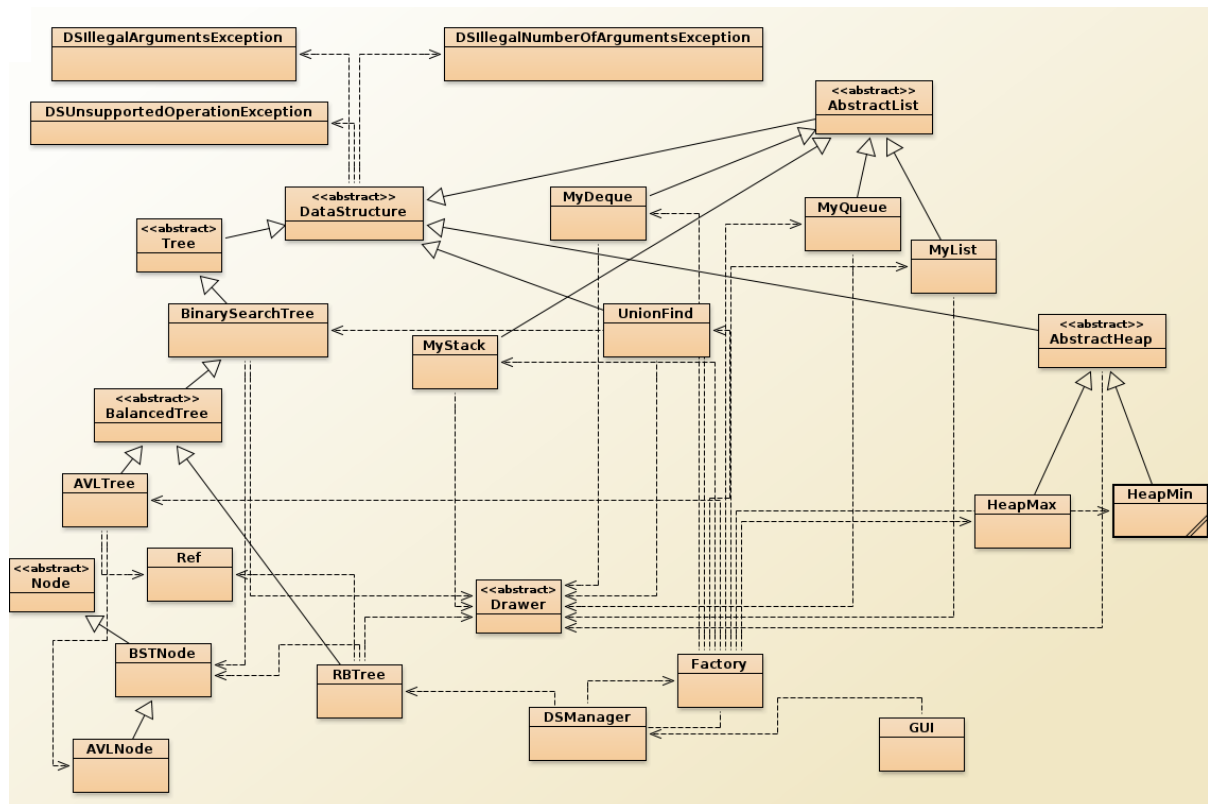 DSIllegalArgumentsException
DSIllegalNumberOfArgumentsException
<<abstract>>
AbstractList
DSUnsupportedOperationException
<<abstract>>
DataStructure
MyDeque
MyQueue
<<abstract>
Tree
MyList
BinarySearchTree
UnionFind
<<abstract>>
AbstractHeap
MyStack
<<abstract>>
BalancedTree
AVLTree
HeapMax
HeapMin
<<abstract>
Node
Ref
<<abstract>
Drawer
BSTNode
RBTree
Factory
DSManager
GUI
AVLNode